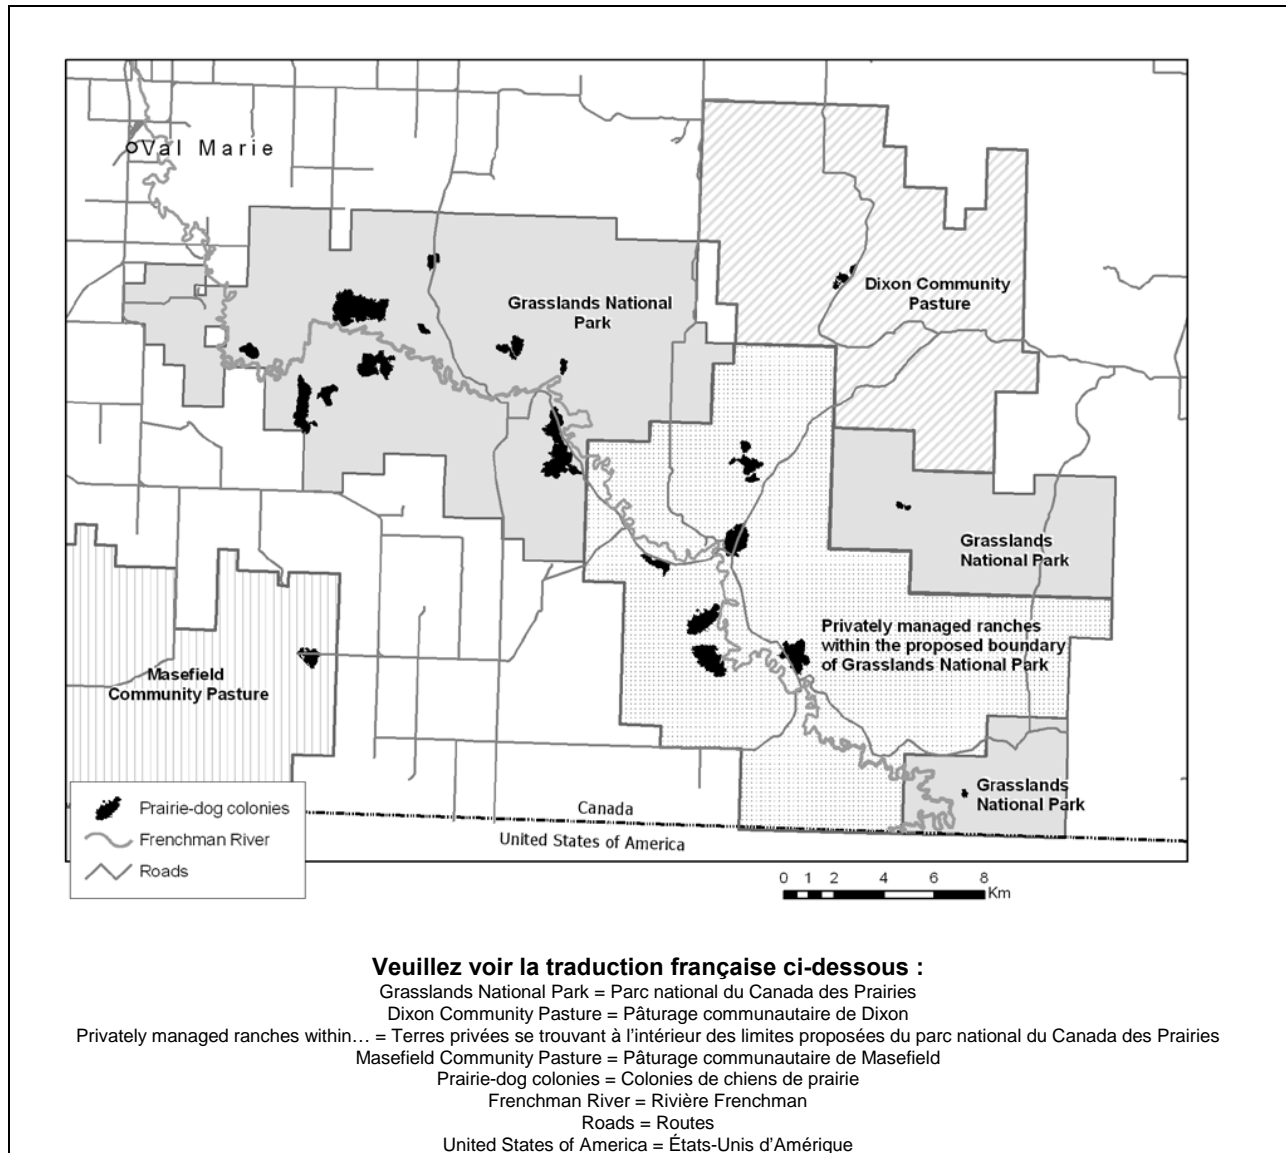 Val Marie
Grasslands National
Park
Dixon Community
Pasture
Grasslands
National Park
Privately managed ranches
within the proposed boundary
of Grasslands National Park
Masefield
Community Pasture
Grasslands
National Park
Canada
United States of America
Prairie-dog colonies
Frenchman River
Roads
0 1 2 4 6 8
Km
Veuillez voir la traduction française ci-dessous :
Grasslands National Park = Parc national du Canada des Prairies
Dixon Community Pasture = Pâturage communautaire de Dixon
Privately managed ranches within… = Terres privées se trouvant à l’intérieur des limites proposées du parc national du Canada des Prairies
Masefield Community Pasture = Pâturage communautaire de Masefield
Prairie-dog colonies = Colonies de chiens de prairie
Frenchman River = Rivière Frenchman
Roads = Routes
United States of America = États-Unis d’Amérique